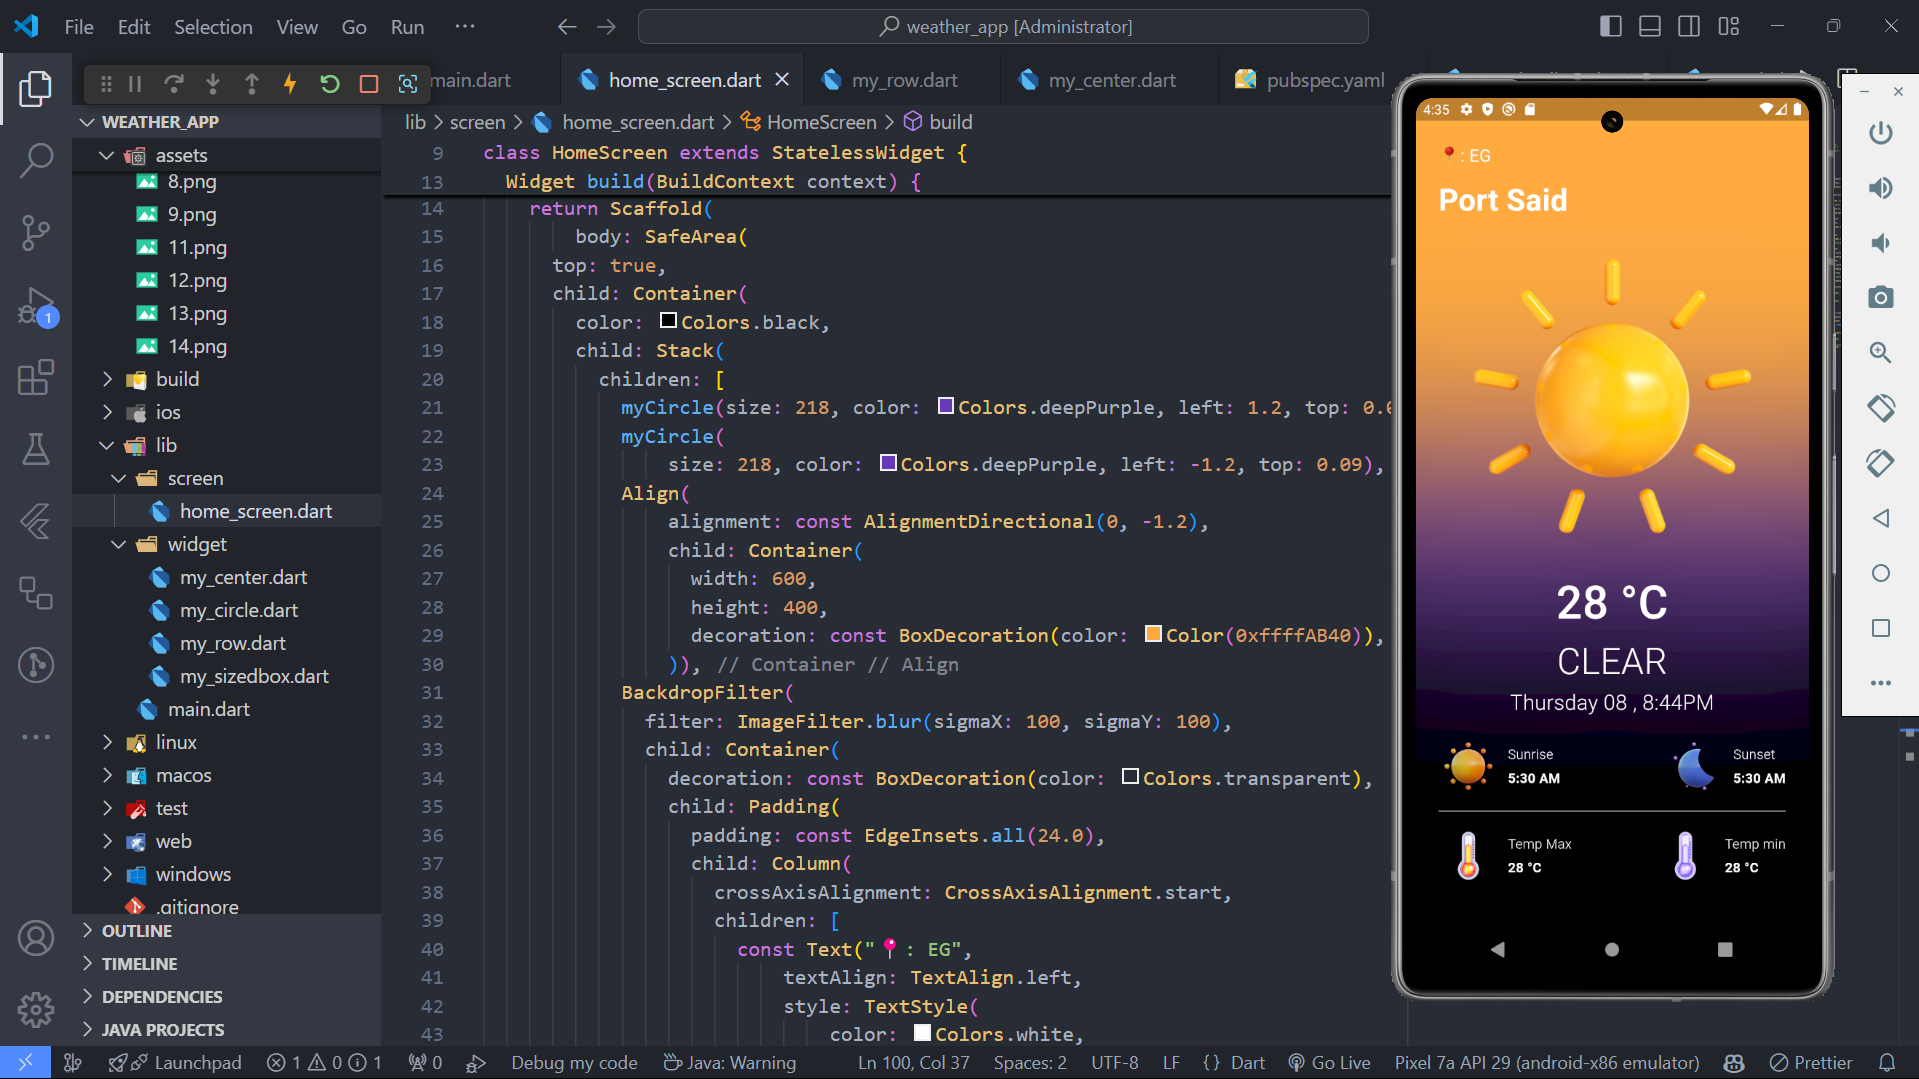 File Edit Selection View Go Run ···
weather_app [Administrator]
main.dart home_screen.dart my_row.dart my_center.dart pubspec.yaml
WEATHER_APP
assets
8.png
9.png
11.png
12.png
13.png
14.png
build
ios
lib
screen
home_screen.dart
widget
my_center.dart
my_circle.dart
my_row.dart
my_sizedbox.dart
main.dart
linux
macos
test
web
windows
.gitignore
OUTLINE
TIMELINE
DEPENDENCIES
JAVA PROJECTS
1
lib > screen > home_screen.dart > HomeScreen > build
9 class HomeScreen extends StatelessWidget {
13 Widget build(BuildContext context) {
14 return Scaffold(
15 body: SafeArea(
16 top: true,
17 child: Container(
18 color: Colors.black,
19 child: Stack(
20 children: [
21 myCircle(size: 218, color: Colors.deepPurple, left: 1.2, top: 0.0
22 myCircle(
23 size: 218, color: Colors.deepPurple, left: -1.2, top: 0.09),
24 Align(
25 alignment: const AlignmentDirectional(0, -1.2),
26 child: Container(
27 width: 600,
28 height: 400,
29 decoration: const BoxDecoration(color: Color(0xffffAB40)),
30 )), // Container // Align
31 BackdropFilter(
32 filter: ImageFilter.blur(sigmaX: 100, sigmaY: 100),
33 child: Container(
34 decoration: const BoxDecoration(color: Colors.transparent),
35 child: Padding(
36 padding: const EdgeInsets.all(24.0),
37 child: Column(
38 crossAxisAlignment: CrossAxisAlignment.start,
39 children: [
40 const Text("📍: EG",
41 textAlign: TextAlign.left,
42 style: TextStyle(
43 color: Colors.white,
4:35
📍: EG
Port Said
28 °C
CLEAR
Thursday 08 , 8:44PM
Sunrise
5:30 AM
Sunset
5:30 AM
Temp Max
28 °C
Temp min
28 °C
Launchpad 1 0 1 0 Debug my code Java: Warning Ln 100, Col 37 Spaces: 2 UTF-8 LF {} Dart Go Live Pixel 7a API 29 (android-x86 emulator) Prettier